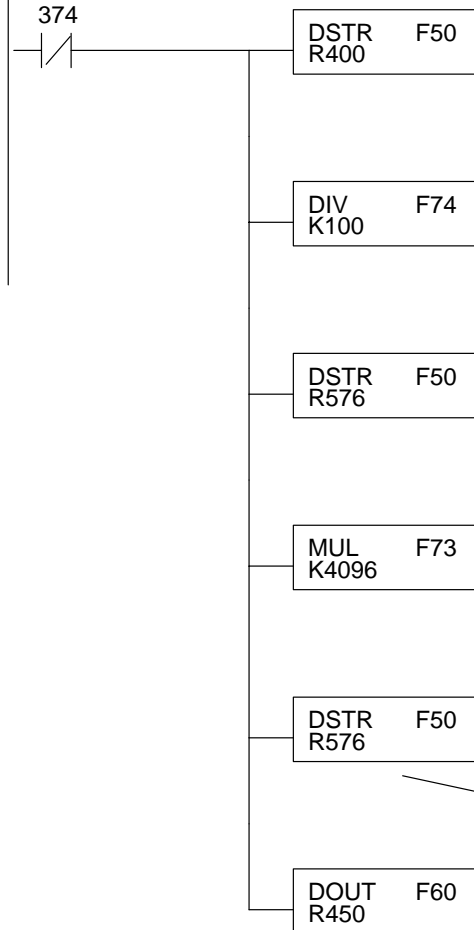 374
DSTR F50
R400
DIV F74
K100
DSTR F50
R576
MUL F73
K4096
DSTR F50
R576
DOUT F60
R450